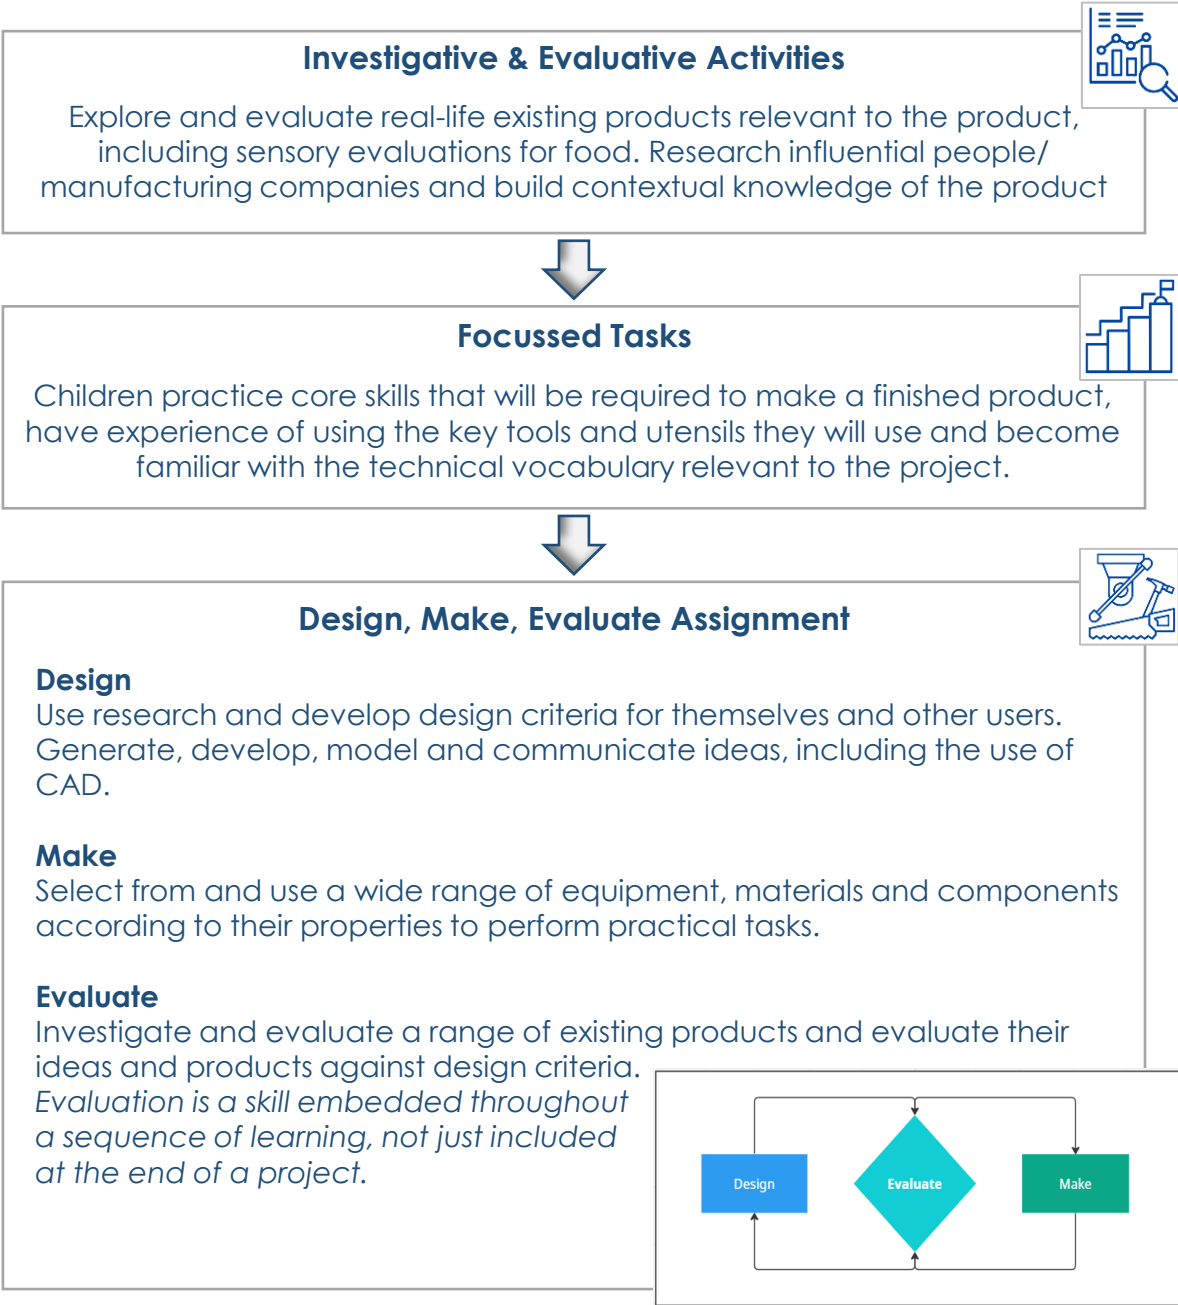 Investigative & Evaluative Activities
Explore and evaluate real-life existing products relevant to the product,
including sensory evaluations for food. Research influential people/
manufacturing companies and build contextual knowledge of the product
Focussed Tasks
Children practice core skills that will be required to make a finished product,
have experience of using the key tools and utensils they will use and become
familiar with the technical vocabulary relevant to the project.
Design, Make, Evaluate Assignment
Design
Use research and develop design criteria for themselves and other users.
Generate, develop, model and communicate ideas, including the use of
CAD.
Make
Select from and use a wide range of equipment, materials and components
according to their properties to perform practical tasks.
Evaluate
Investigate and evaluate a range of existing products and evaluate their
ideas and products against design criteria.
Evaluation is a skill embedded throughout
a sequence of learning, not just included
at the end of a project.
Design
Evaluate
Make